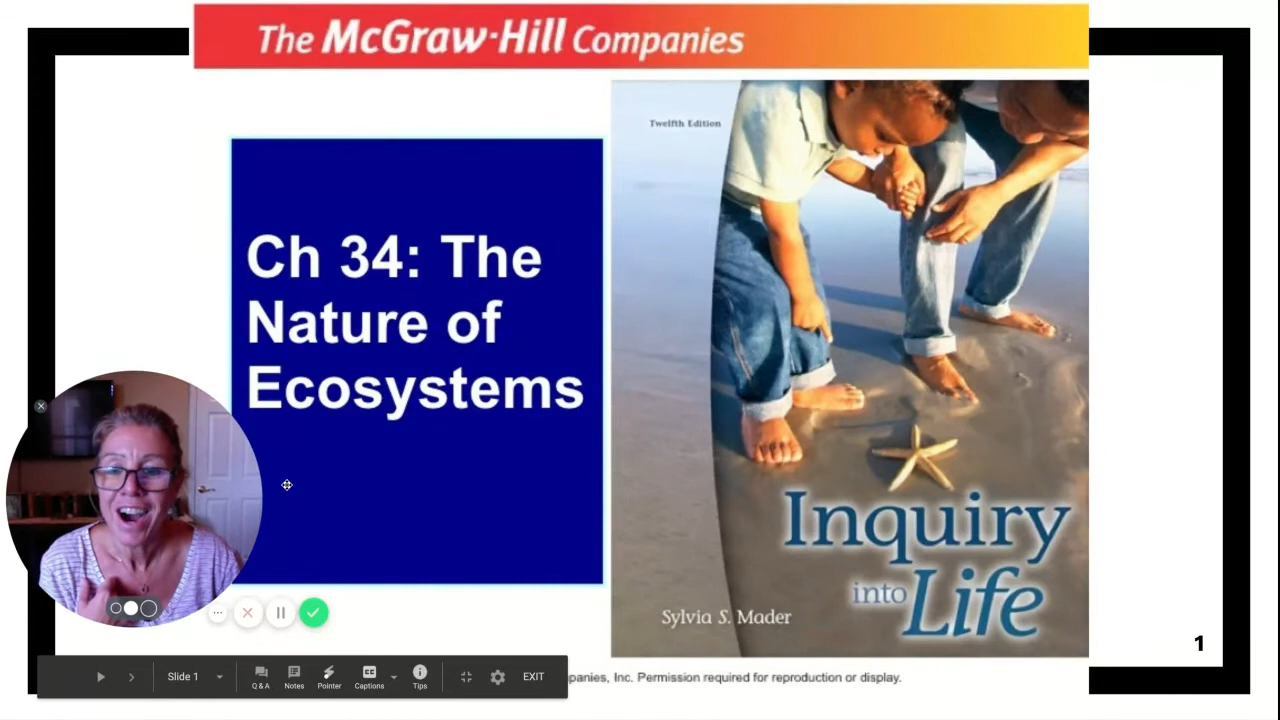 The McGraw-Hill Companies
Twelfth Edition
Ch 34: The
Nature of
Ecosystems
Inquiry
into Life
Sylvia S. Mader
1
Slide 1
Q & A
Notes
Pointer
CC
Captions
Tips
EXIT
panies, Inc. Permission required for reproduction or display.